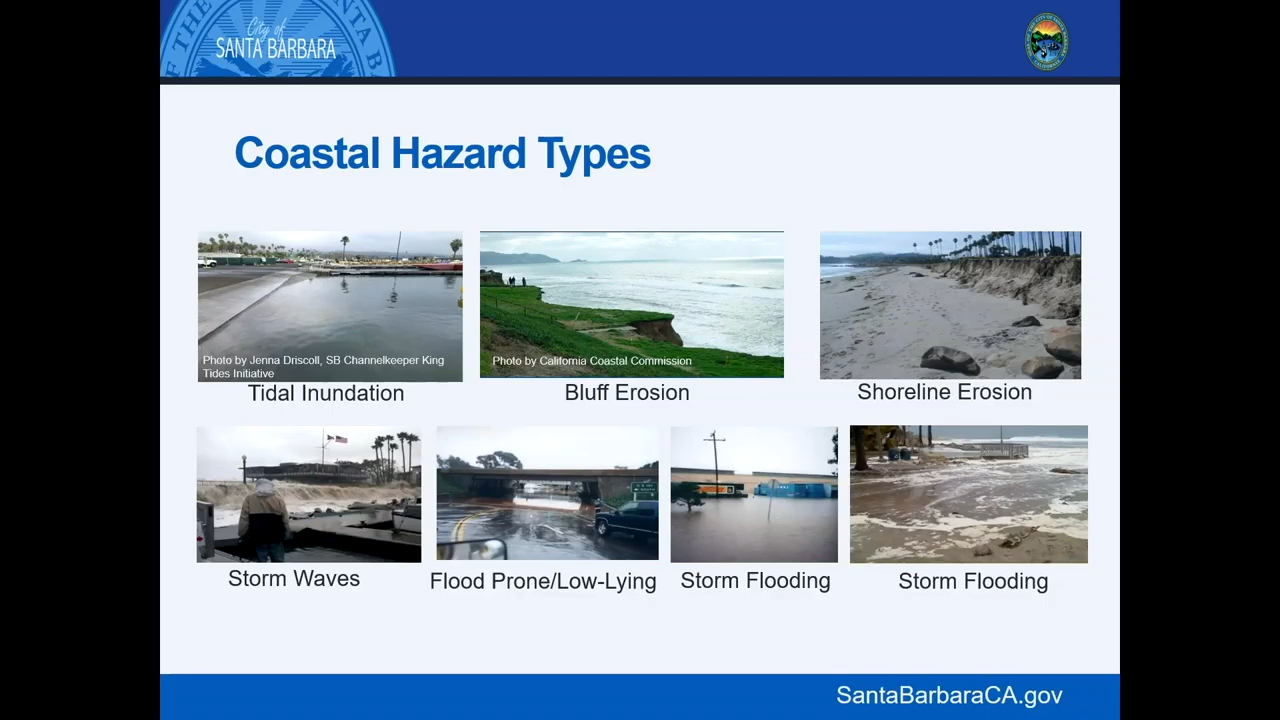 City of
SANTA BARBARA
Coastal Hazard Types
Photo by Jenna Driscoll, SB Channelkeeper King
Tides Initiative
Photo by California Coastal Commission
Tidal Inundation
Bluff Erosion
Shoreline Erosion
Storm Waves
Flood Prone/Low-Lying
Storm Flooding
Storm Flooding
SantaBarbaraCA.gov